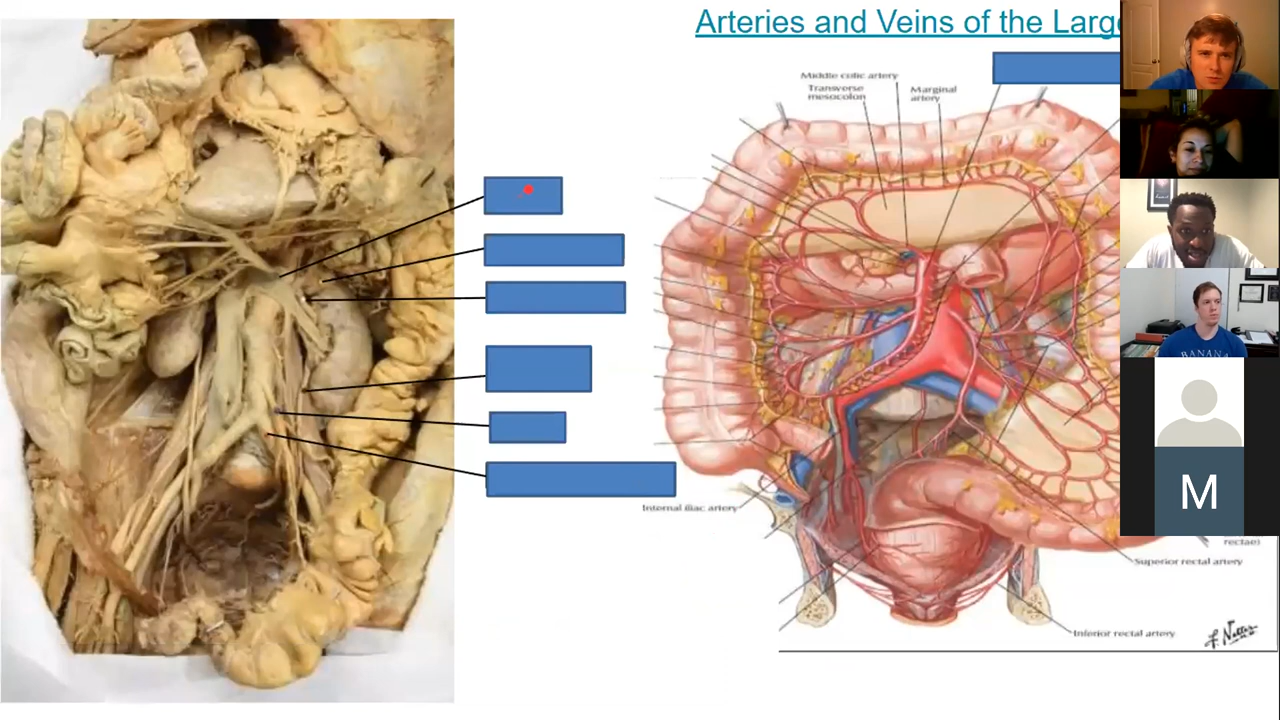 Arteries and Veins of the Large
Middle colic artery
Transverse
mesocolon
Marginal
artery
Internal iliac artery
rectae)
Superior rectal artery
Inferior rectal artery
F. Netter
BANANA
M